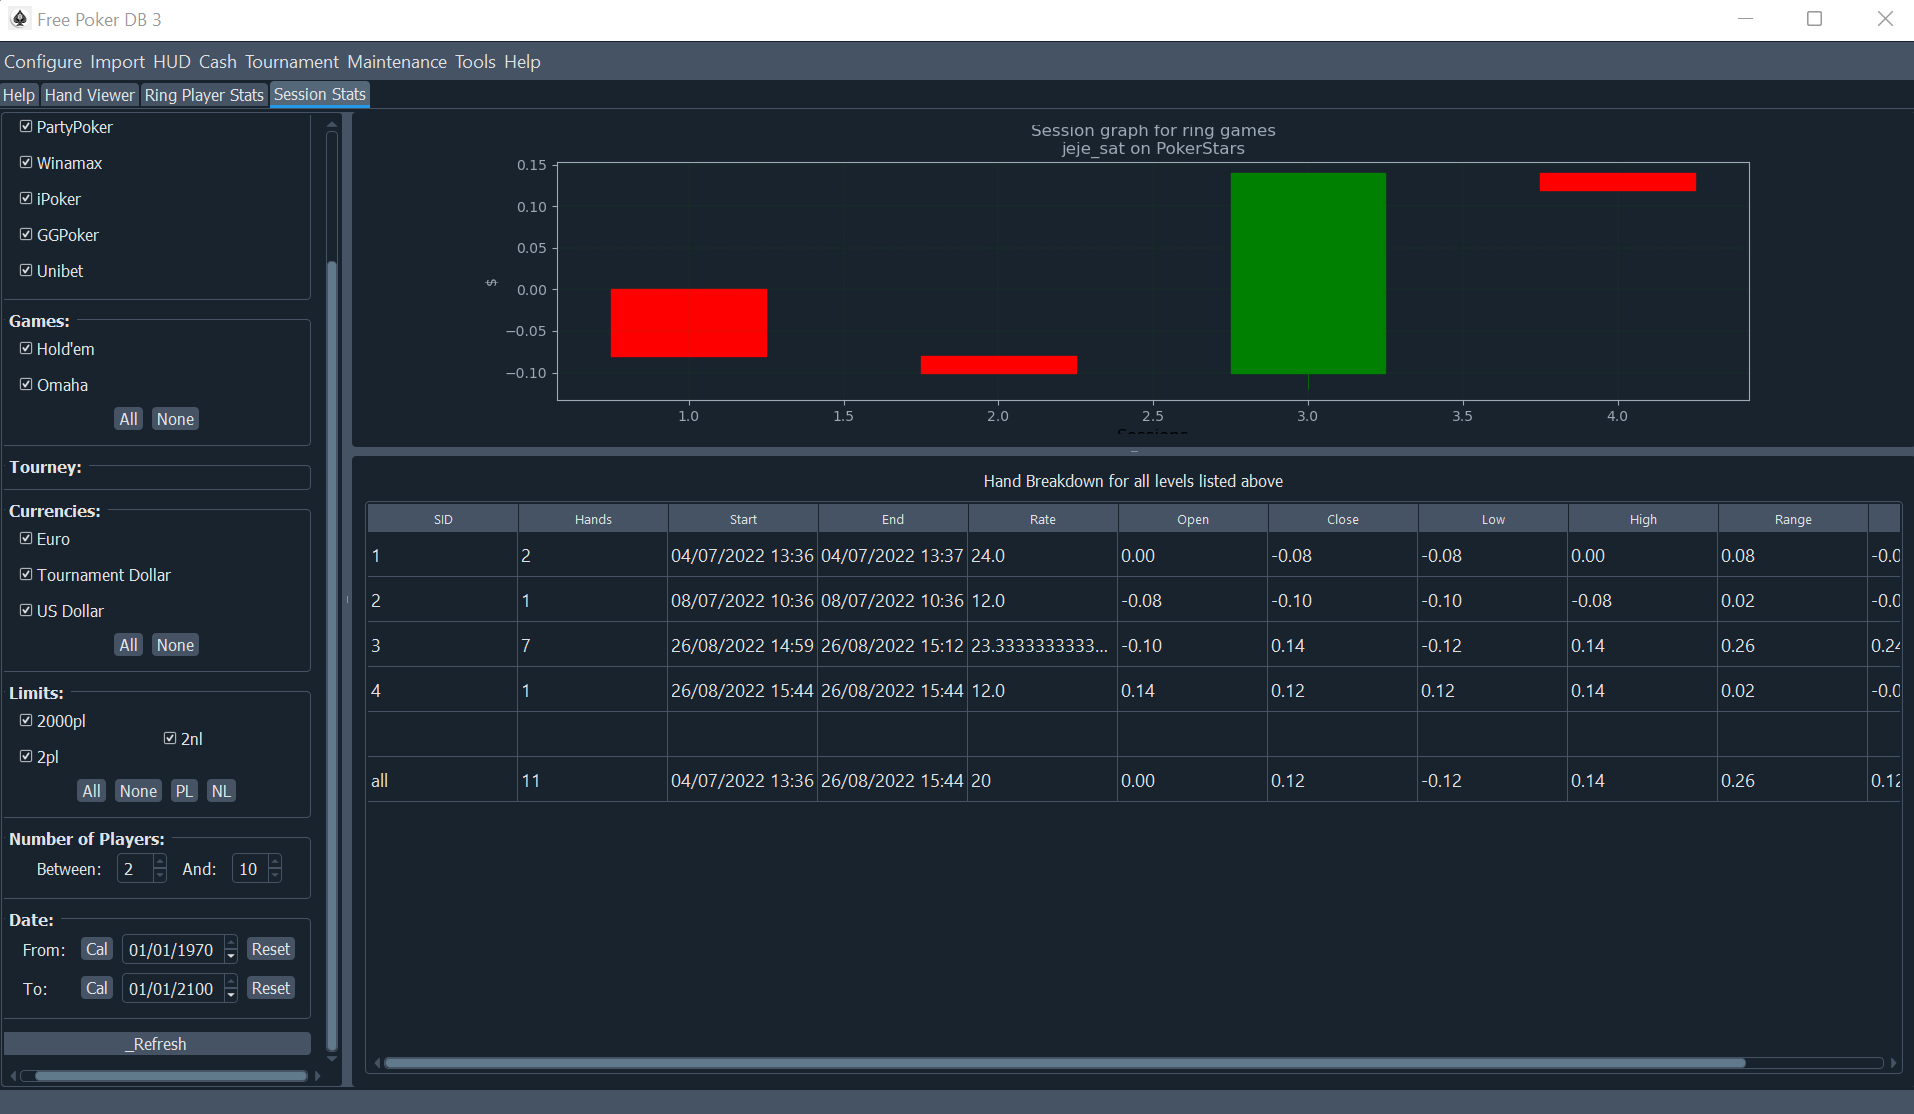 Free Poker DB 3
Configure Import HUD Cash Tournament Maintenance Tools Help
Help Hand Viewer Ring Player Stats Session Stats
PartyPoker
Winamax
iPoker
GGPoker
Unibet
Games:
Hold'em
Omaha
All None
Tourney:
Currencies:
Euro
Tournament Dollar
US Dollar
All None
Limits:
2000pl
2nl
2pl
All None PL NL
Number of Players:
Between: 2 And: 10
Date:
From: Cal 01/01/1970 Reset
To: Cal 01/01/2100 Reset
_Refresh
Session graph for ring games
jeje_sat on PokerStars
$
0.15
0.10
0.05
0.00
−0.05
−0.10
1.0 1.5 2.0 2.5 3.0 3.5 4.0
Sessions
Hand Breakdown for all levels listed above
SID Hands Start End Rate Open Close Low High Range
1 2 04/07/2022 13:36 04/07/2022 13:37 24.0 0.00 -0.08 -0.08 0.00 0.08 -0.0
2 1 08/07/2022 10:36 08/07/2022 10:36 12.0 -0.08 -0.10 -0.10 -0.08 0.02 -0.0
3 7 26/08/2022 14:59 26/08/2022 15:12 23.3333333333... -0.10 0.14 -0.12 0.14 0.26 0.24
4 1 26/08/2022 15:44 26/08/2022 15:44 12.0 0.14 0.12 0.12 0.14 0.02 -0.0
all 11 04/07/2022 13:36 26/08/2022 15:44 20 0.00 0.12 -0.12 0.14 0.26 0.12